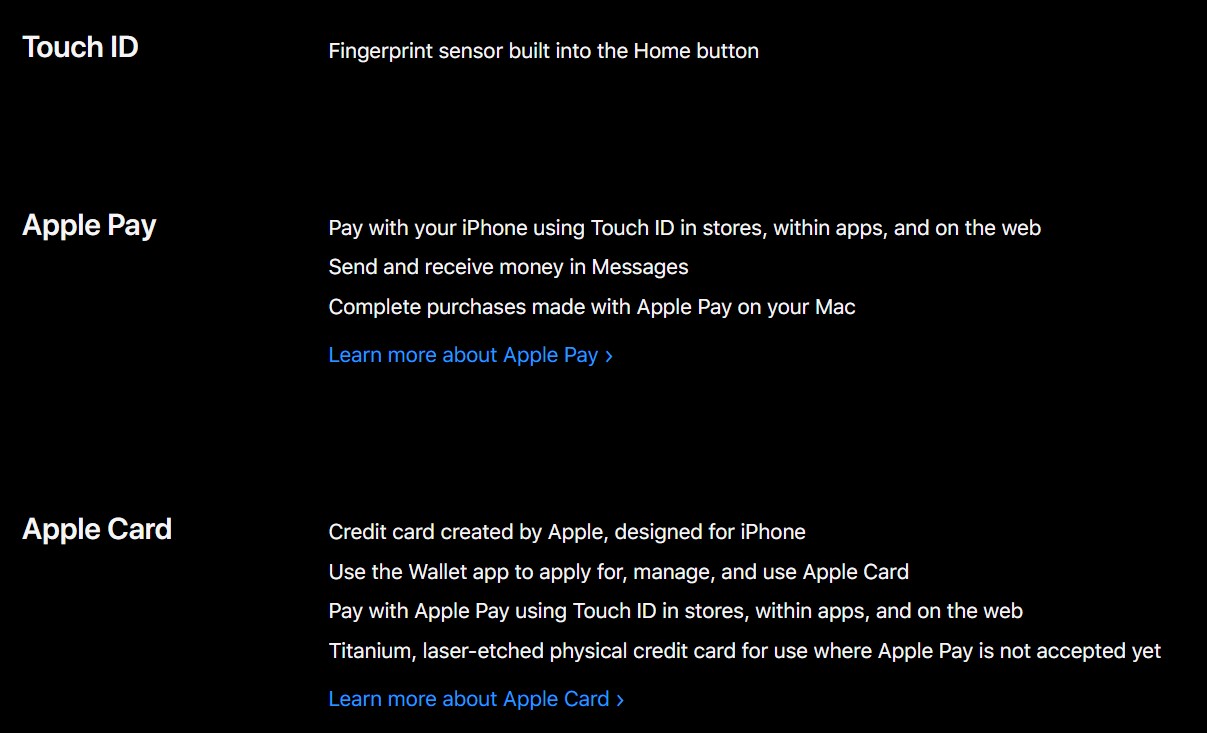 Touch ID
Fingerprint sensor built into the Home button
Apple Pay
Pay with your iPhone using Touch ID in stores, within apps, and on the web
Send and receive money in Messages
Complete purchases made with Apple Pay on your Mac
Learn more about Apple Pay ›
Apple Card
Credit card created by Apple, designed for iPhone
Use the Wallet app to apply for, manage, and use Apple Card
Pay with Apple Pay using Touch ID in stores, within apps, and on the web
Titanium, laser-etched physical credit card for use where Apple Pay is not accepted yet
Learn more about Apple Card ›